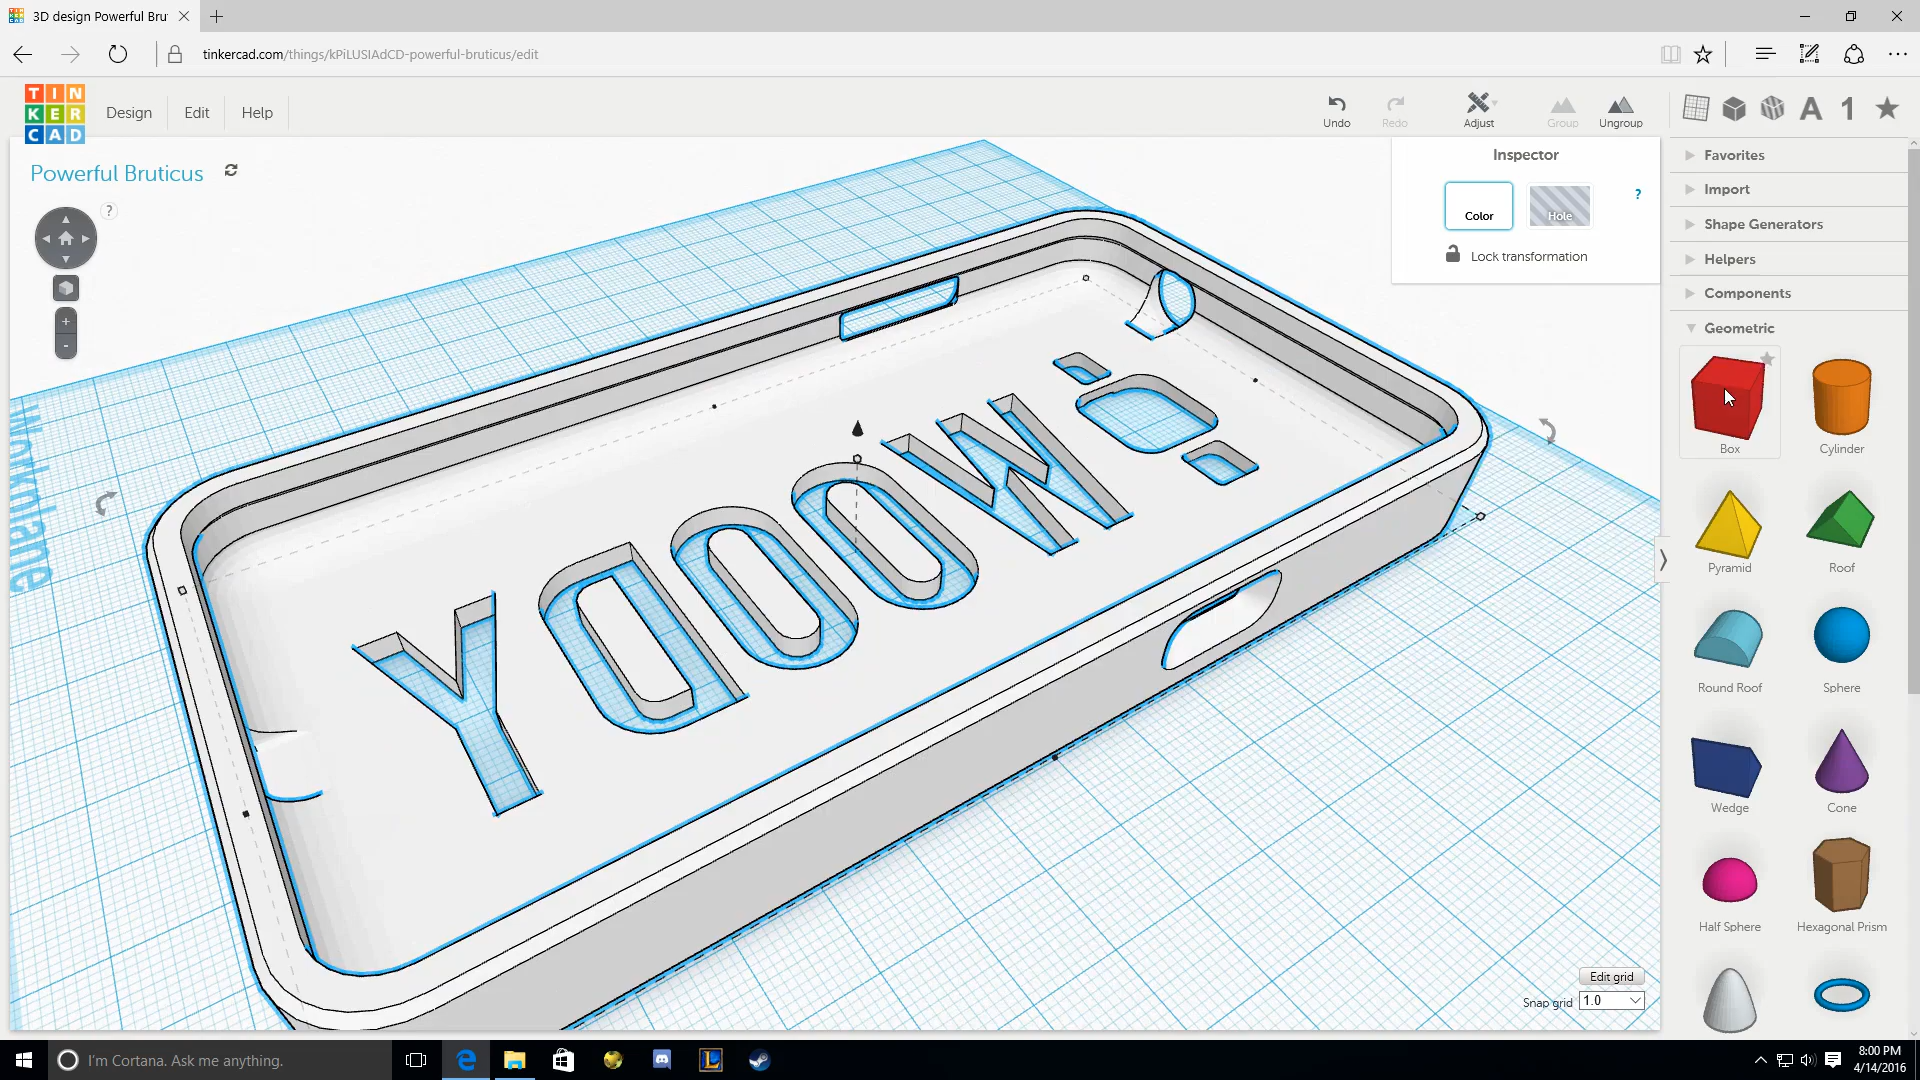 3D design Powerful Bru
tinkercad.com/things/kPiLUSIAdCD-powerful-bruticus/edit
TIN
KER
CAD
Design
Edit
Help
Undo
Redo
Adjust
Group
Ungroup
A
1
Powerful Bruticus
?
Inspector
Color
Hole
?
Lock transformation
Favorites
Import
Shape Generators
Helpers
Components
Geometric
Box
Cylinder
Pyramid
Roof
Round Roof
Sphere
Wedge
Cone
Half Sphere
Hexagonal Prism
Workplane
YDOOW
Edit grid
Snap grid
1.0
I'm Cortana. Ask me anything.
8:00 PM
4/14/2016